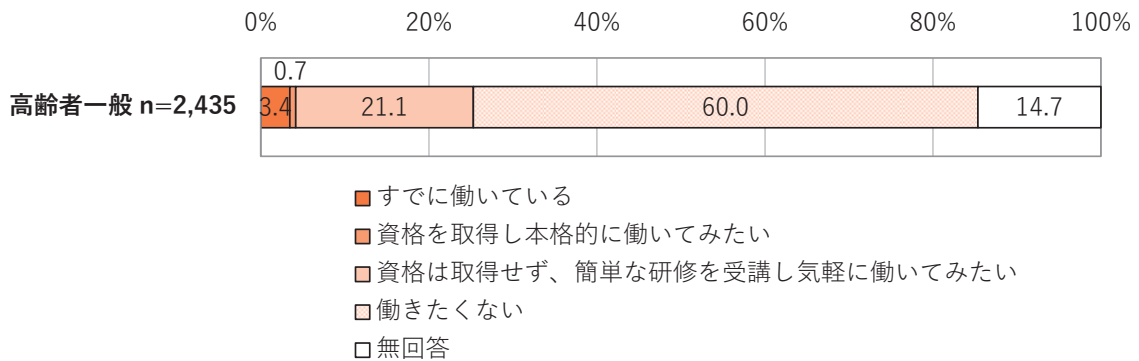 0% 20% 40% 60% 80% 100%
0.7
高齢者一般 n=2,435 3.4 21.1 60.0 14.7
すでに働いている
資格を取得し本格的に働いてみたい
資格は取得せず、簡単な研修を受講し気軽に働いてみたい
働きたくない
無回答